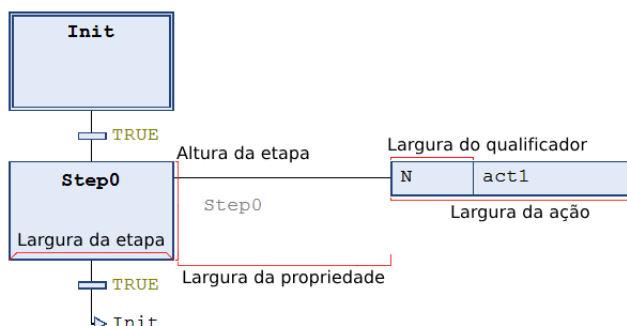 Init
TRUE
Altura da etapa
Largura do qualificador
Step0
N
act1
Step0
Largura da ação
Largura da etapa
Largura da propriedade
TRUE
Init